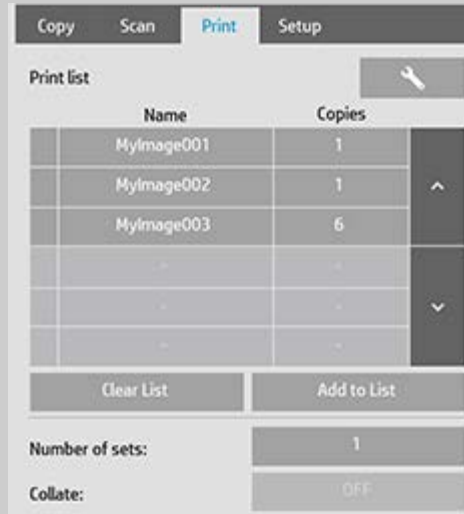 Copy Scan Print Setup
Print list
Name Copies
MyImage001 1
MyImage002 1
MyImage003 6
- -
- -
- -
Clear List Add to List
Number of sets: 1
Collate: OFF